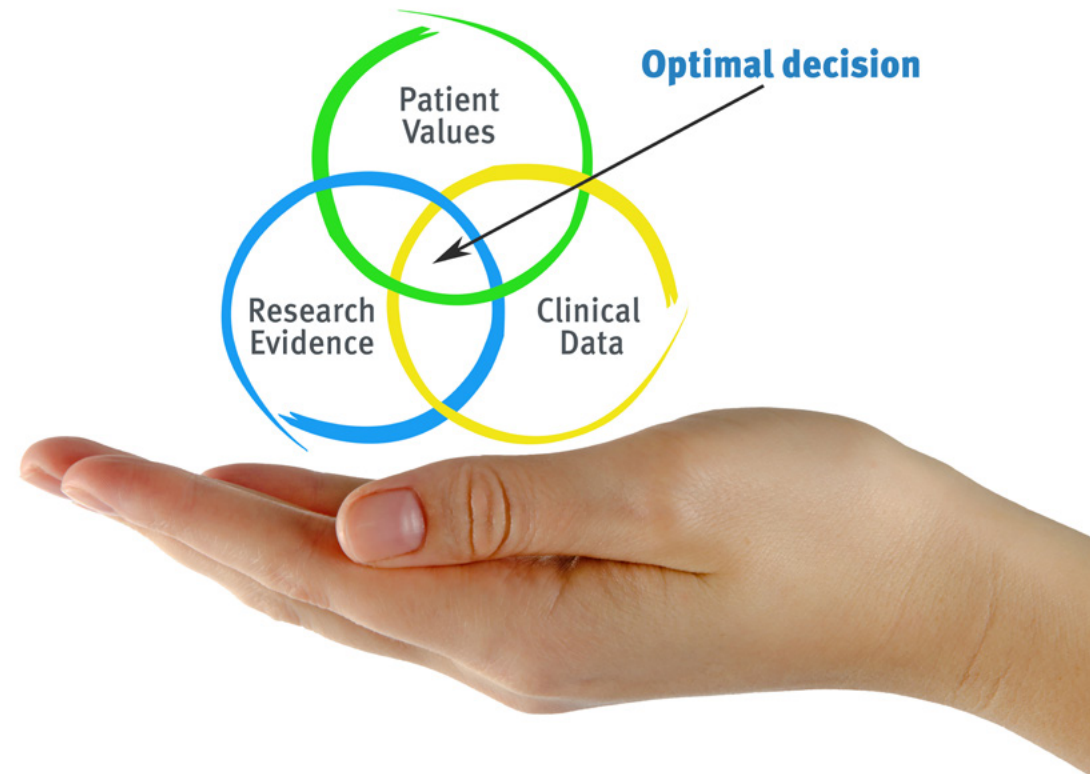 Optimal decision
Patient
Values
Research
Evidence
Clinical
Data